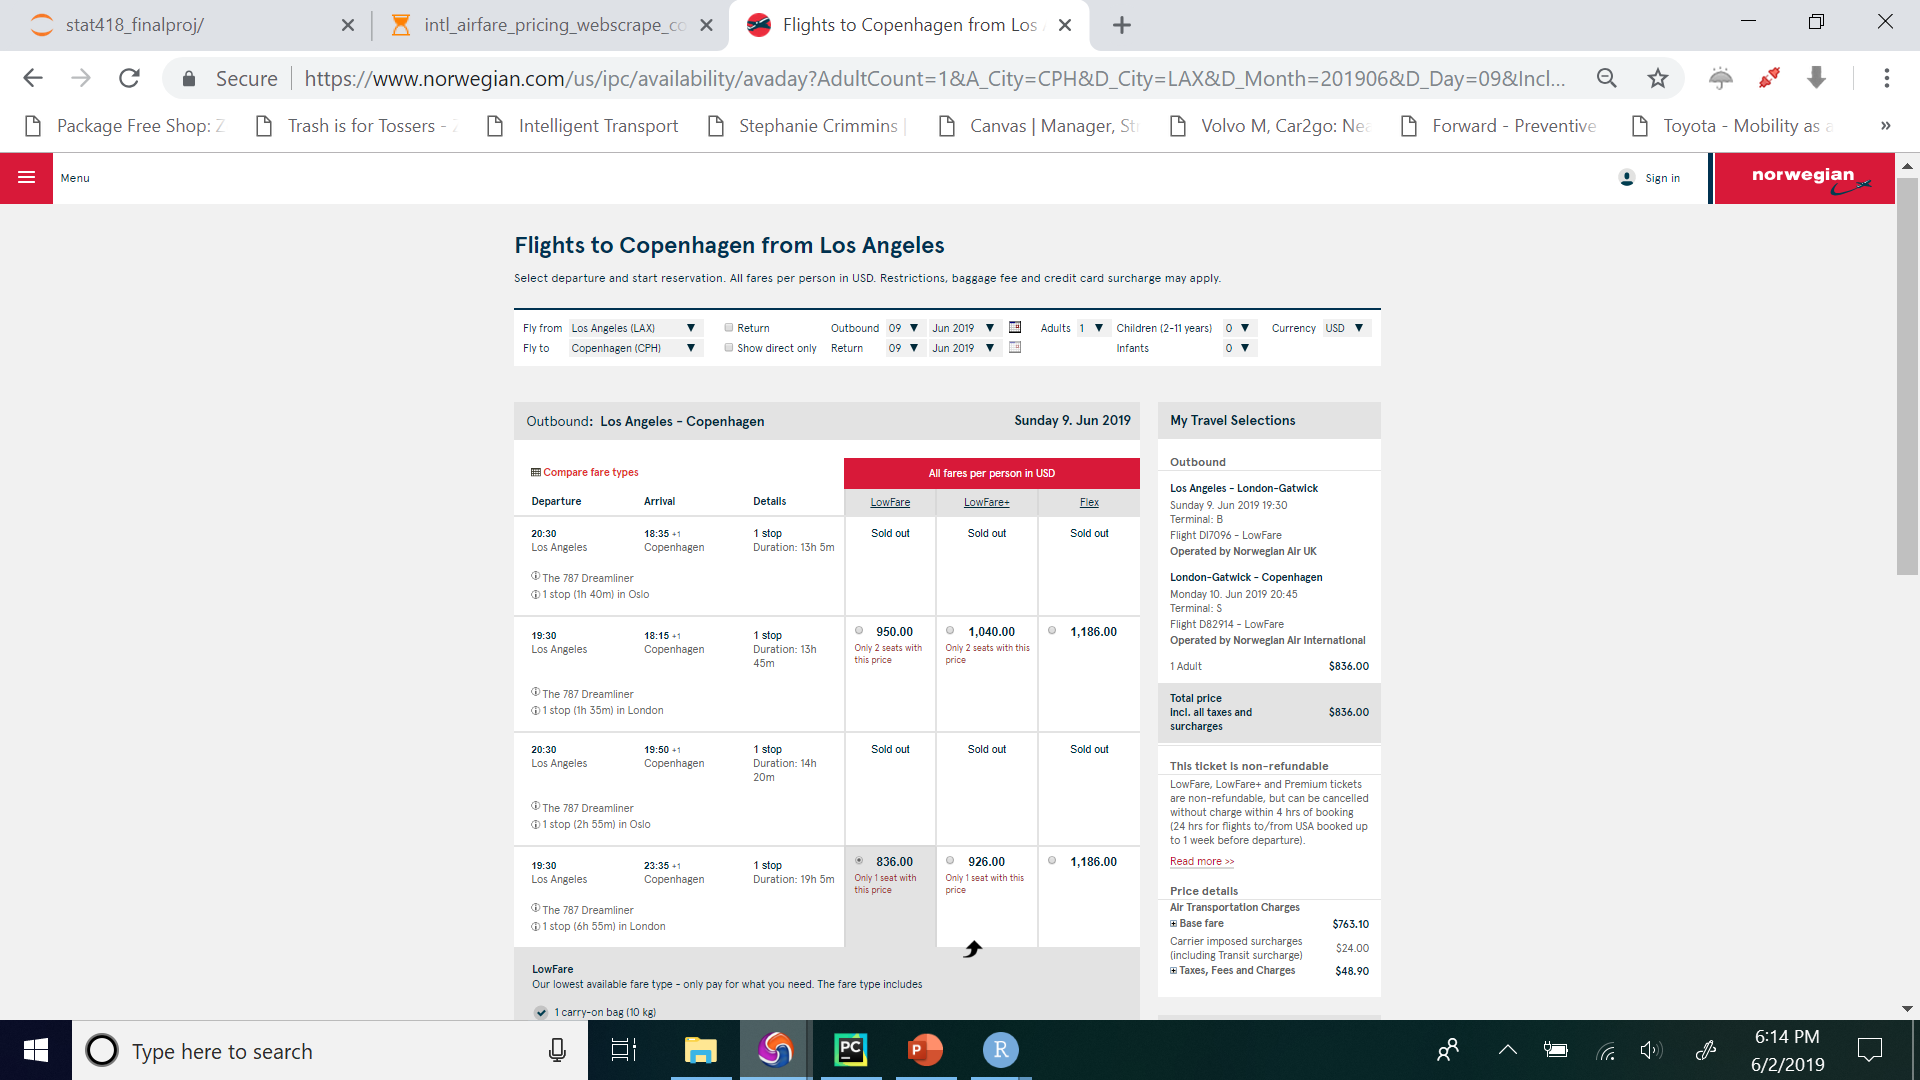 stat418_finalproj/
intl_airfare_pricing_webscrape_co
Flights to Copenhagen from Los
Secure
https://www.norwegian.com/us/ipc/availability/avaday?AdultCount=1&A_City=CPH&D_City=LAX&D_Month=201906&D_Day=09&Incl...
Package Free Shop: Z
Trash is for Tossers -
Intelligent Transport
Stephanie Crimmins |
Canvas | Manager, St
Volvo M, Car2go: Nea
Forward - Preventive
Toyota - Mobility as a
»
Menu
Sign in
norwegian
Flights to Copenhagen from Los Angeles
Select departure and start reservation. All fares per person in USD. Restrictions, baggage fee and credit card surcharge may apply.
Fly from Los Angeles (LAX) Return Outbound 09 Jun 2019 Adults 1 Children (2-11 years) 0 Currency USD
Fly to Copenhagen (CPH) Show direct only Return 09 Jun 2019 Infants 0
Outbound: Los Angeles - Copenhagen Sunday 9. Jun 2019
Compare fare types
All fares per person in USD
Departure Arrival Details LowFare LowFare+ Flex
20:30 18:35 +1 1 stop Sold out Sold out Sold out
Los Angeles Copenhagen Duration: 13h 5m
The 787 Dreamliner
1 stop (1h 40m) in Oslo
19:30 18:15 +1 1 stop 950.00 1,040.00 1,186.00
Los Angeles Copenhagen Duration: 13h
45m
Only 2 seats with
this price
Only 2 seats with this
price
The 787 Dreamliner
1 stop (1h 35m) in London
20:30 19:50 +1 1 stop Sold out Sold out Sold out
Los Angeles Copenhagen Duration: 14h
20m
The 787 Dreamliner
1 stop (2h 55m) in Oslo
19:30 23:35 +1 1 stop 836.00 926.00 1,186.00
Los Angeles Copenhagen Duration: 19h 5m
Only 1 seat with
this price
Only 1 seat with this
price
The 787 Dreamliner
1 stop (6h 55m) in London
LowFare
Our lowest available fare type - only pay for what you need. The fare type includes
1 carry-on bag (10 kg)
My Travel Selections
Outbound
Los Angeles - London-Gatwick
Sunday 9. Jun 2019 19:30
Terminal: B
Flight DI7096 - LowFare
Operated by Norwegian Air UK
London-Gatwick - Copenhagen
Monday 10. Jun 2019 20:45
Terminal: S
Flight D82914 - LowFare
Operated by Norwegian Air International
1 Adult $836.00
Total price
incl. all taxes and $836.00
surcharges
This ticket is non-refundable
LowFare, LowFare+ and Premium tickets
are non-refundable, but can be cancelled
without charge within 4 hrs of booking
(24 hrs for flights to/from USA booked up
to 1 week before departure).
Read more >>
Price details
Air Transportation Charges
Base fare $763.10
Carrier imposed surcharges $24.00
(including Transit surcharge)
Taxes, Fees and Charges $48.90
Type here to search
PC
P
R
6:14 PM
6/2/2019